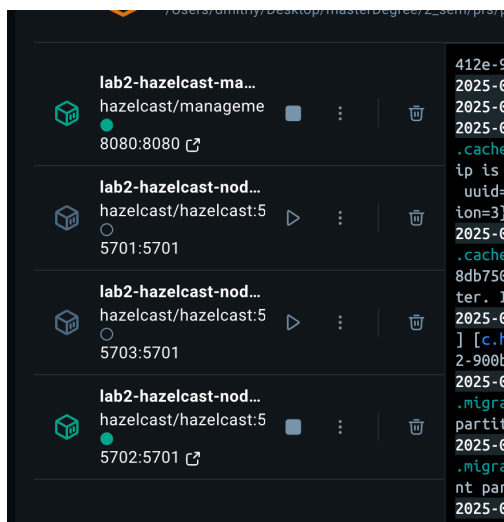 /Users/dmithy/Desktop/masterDegree/2_sem/prs/p
lab2-hazelcast-ma...
hazelcast/manageme
8080:8080
lab2-hazelcast-nod...
hazelcast/hazelcast:5
5701:5701
lab2-hazelcast-nod...
hazelcast/hazelcast:5
5703:5701
lab2-hazelcast-nod...
hazelcast/hazelcast:5
5702:5701
412e-9
2025-0
2025-0
2025-0
.cache
ip is
uuid=
ion=3]
2025-0
.cache
8db750
ter. I
2025-0
] [c.h
2-900b
2025-0
.migra
partit
2025-0
.migra
nt par
2025-0